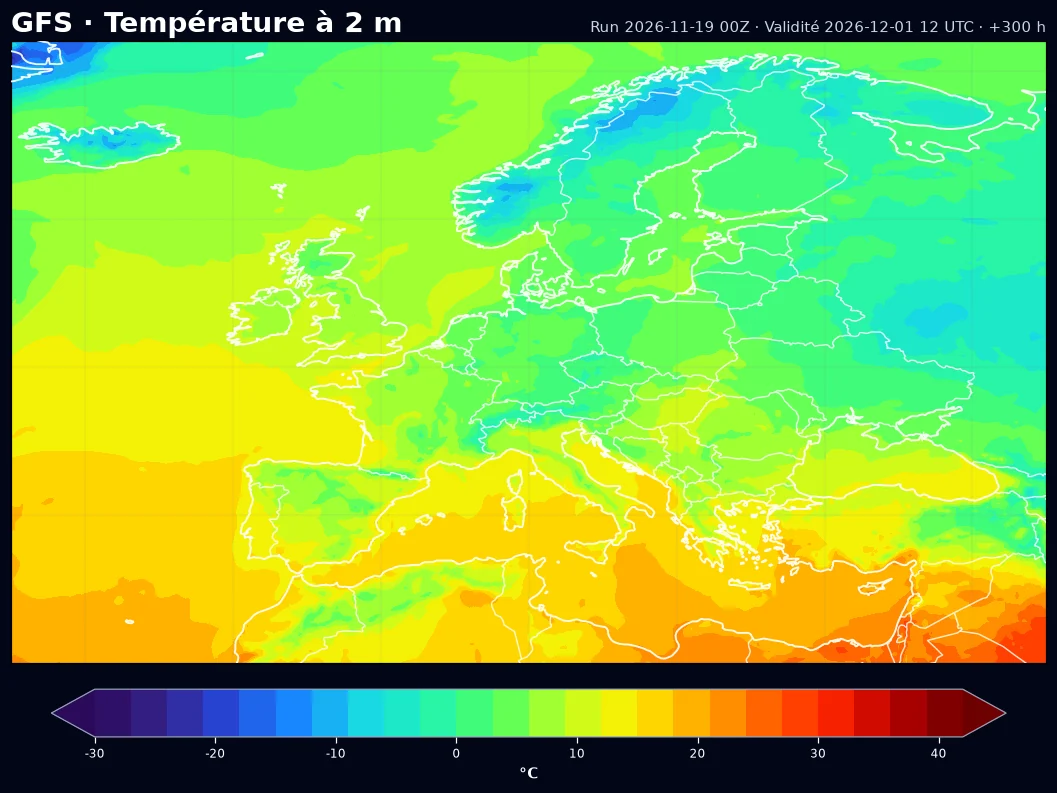 GFS · Température à 2 m
Run 2026-11-19 00Z · Validité 2026-12-01 12 UTC · +300 h
-30 -20 -10 0 10 20 30 40
°C